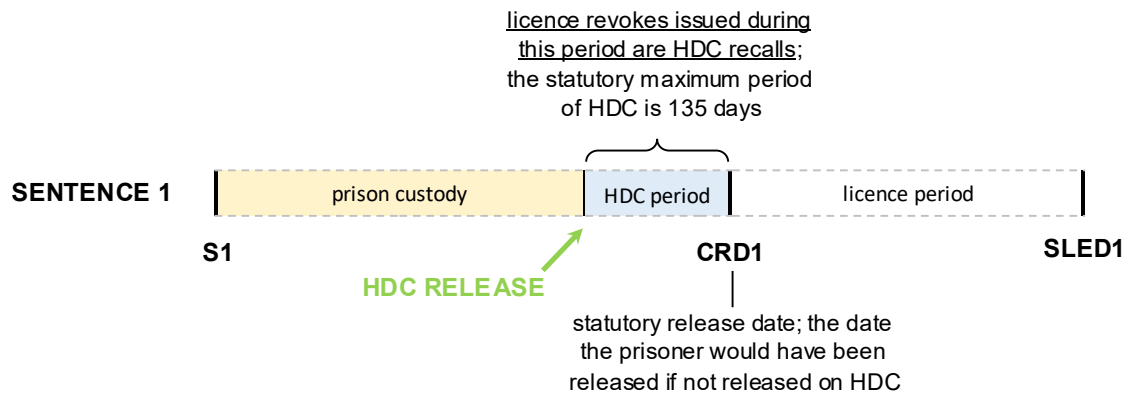 licence revokes issued during
this period are HDC recalls;
the statutory maximum period
of HDC is 135 days
SENTENCE 1
prison custody
HDC period
licence period
S1
CRD1
SLED1
HDC RELEASE
statutory release date; the date
the prisoner would have been
released if not released on HDC